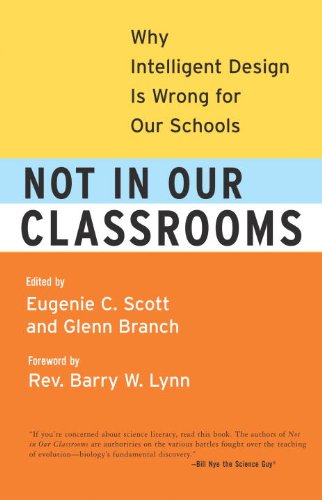 Why
Intelligent Design
Is Wrong for
Our Schools
NOT IN OUR
CLASSROOMS
Edited by
Eugenie C. Scott
and Glenn Branch
Foreword by
Rev. Barry W. Lynn
"If you're concerned about science literacy, read this book. The authors of Not
in Our Classrooms are authorities on the various battles fought over the teaching
of evolution—biology's fundamental discovery."
—Bill Nye the Science Guy®